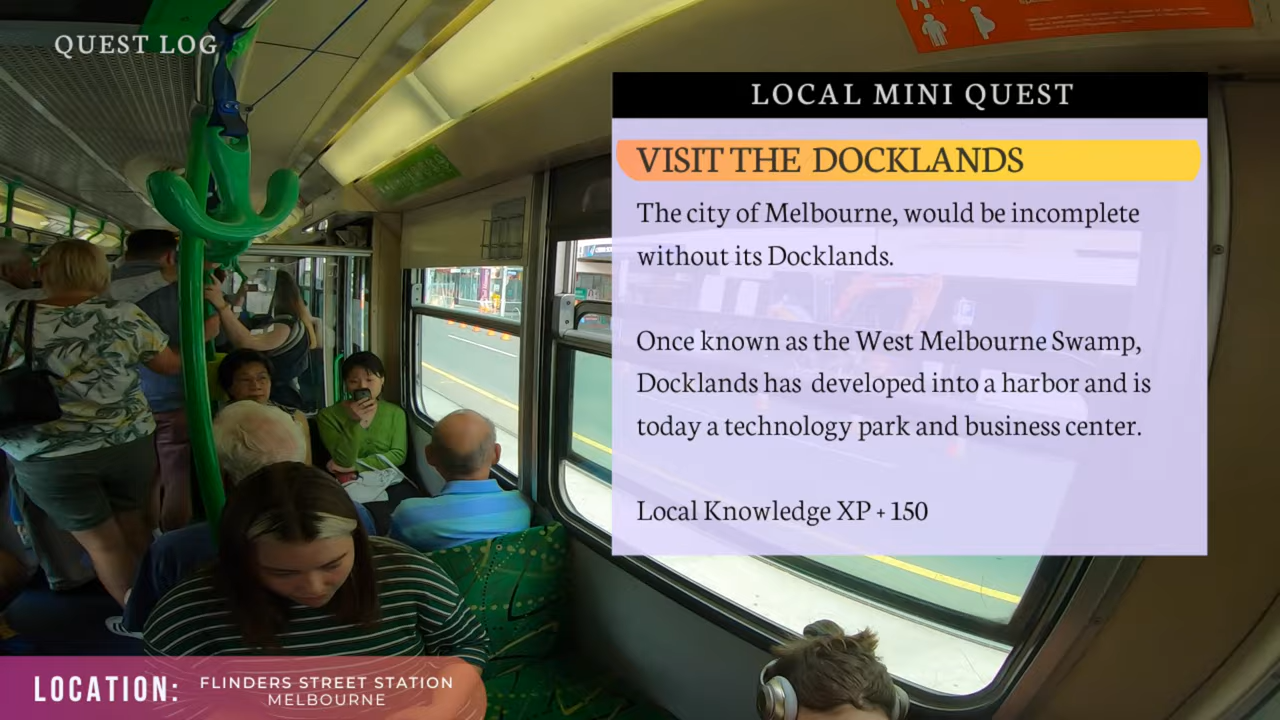 QUEST LOG
LOCAL MINI QUEST
VISIT THE DOCKLANDS
The city of Melbourne, would be incomplete
without its Docklands.
Once known as the West Melbourne Swamp,
Docklands has developed into a harbor and is
today a technology park and business center.
Local Knowledge XP + 150
LOCATION:
FLINDERS STREET STATION
MELBOURNE